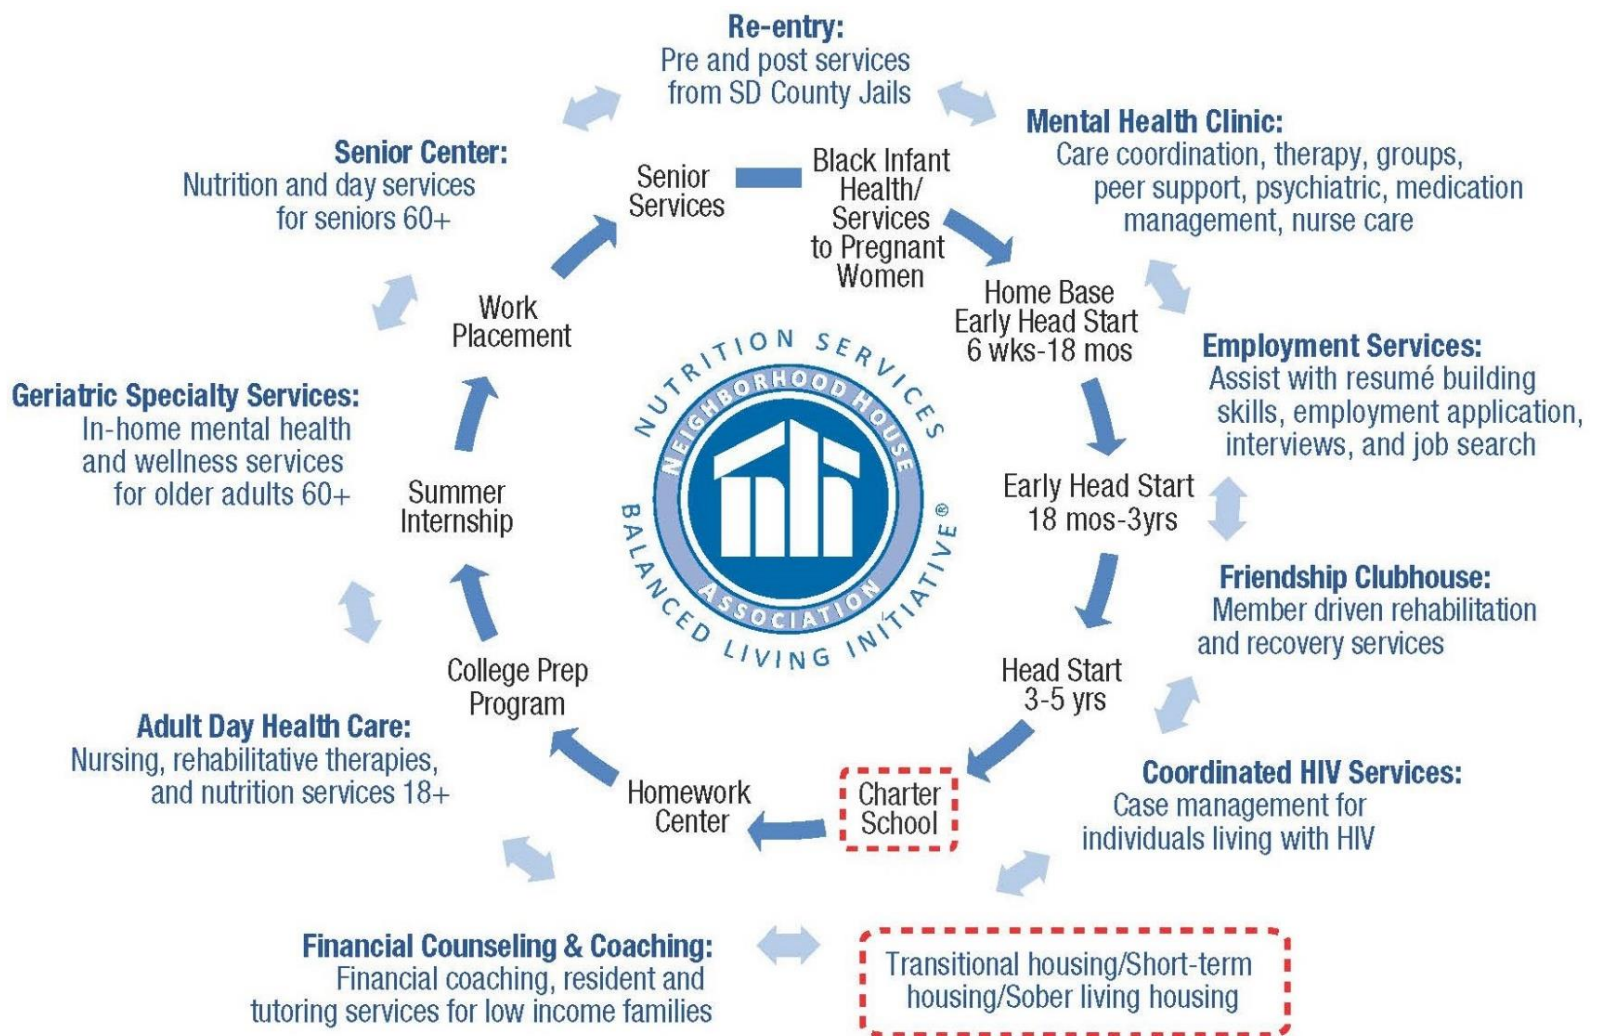 Re-entry:
Pre and post services
from SD County Jails
Mental Health Clinic:
Care coordination, therapy, groups,
peer support, psychiatric, medication
management, nurse care
Employment Services:
Assist with resumé building
skills, employment application,
interviews, and job search
Friendship Clubhouse:
Member driven rehabilitation
and recovery services
Coordinated HIV Services:
Case management for
individuals living with HIV
Transitional housing/Short-term
housing/Sober living housing
Financial Counseling & Coaching:
Financial coaching, resident and
tutoring services for low income families
Adult Day Health Care:
Nursing, rehabilitative therapies,
and nutrition services 18+
Geriatric Specialty Services:
In-home mental health
and wellness services
for older adults 60+
Senior Center:
Nutrition and day services
for seniors 60+
Senior
Services
Black Infant
Health/
Services
to Pregnant
Women
Home Base
Early Head Start
6 wks-18 mos
Early Head Start
18 mos-3yrs
Head Start
3-5 yrs
Charter
School
Homework
Center
College Prep
Program
Summer
Internship
Work
Placement
NUTRITION SERVICES
NEIGHBORHOOD HOUSE
ASSOCIATION
BALANCED LIVING INITIATIVE®